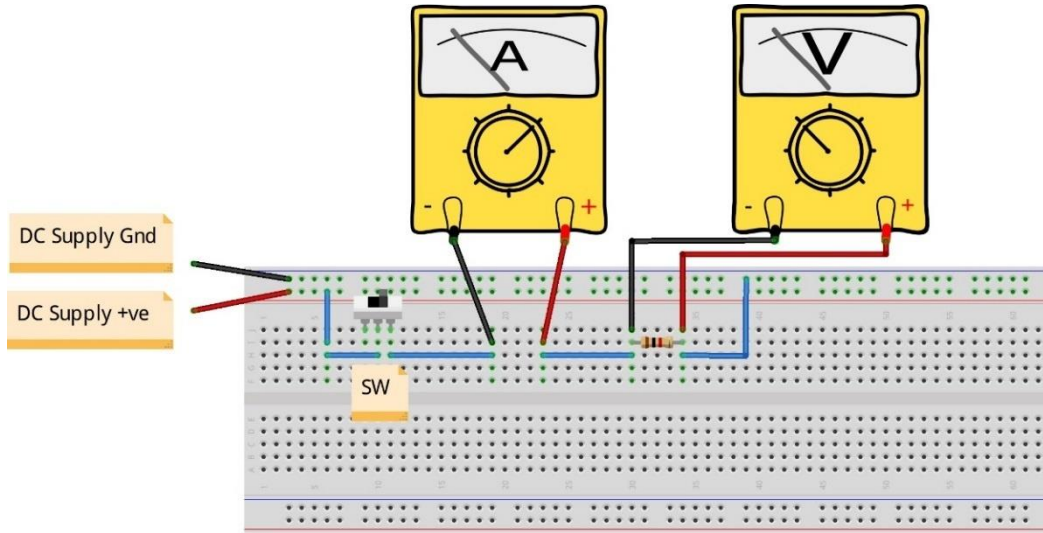 A
V
- +
- +
DC Supply Gnd
DC Supply +ve
SW